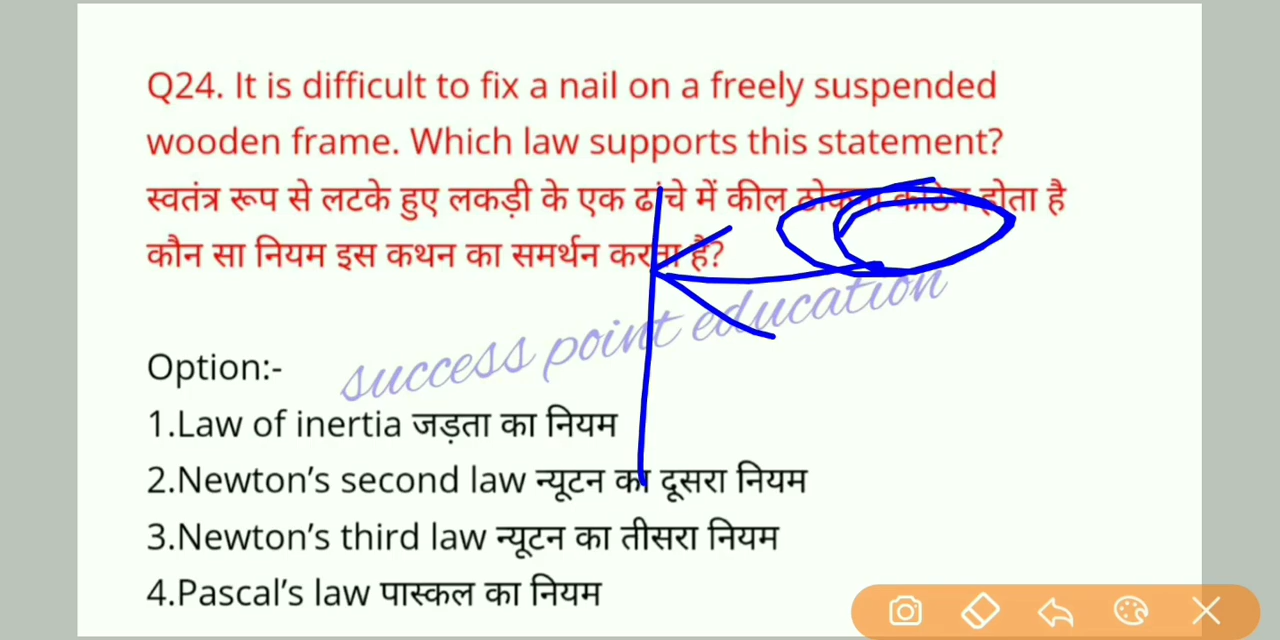 Q24. It is difficult to fix a nail on a freely suspended
wooden frame. Which law supports this statement?
स्वतंत्र रूप से लटके हुए लकड़ी के एक ढांचे में कील ठोकना कठिन होता है
कौन सा नियम इस कथन का समर्थन करता है?
success point education
Option:-
1.Law of inertia जड़ता का नियम
2.Newton’s second law न्यूटन का दूसरा नियम
3.Newton’s third law न्यूटन का तीसरा नियम
4.Pascal’s law पास्कल का नियम